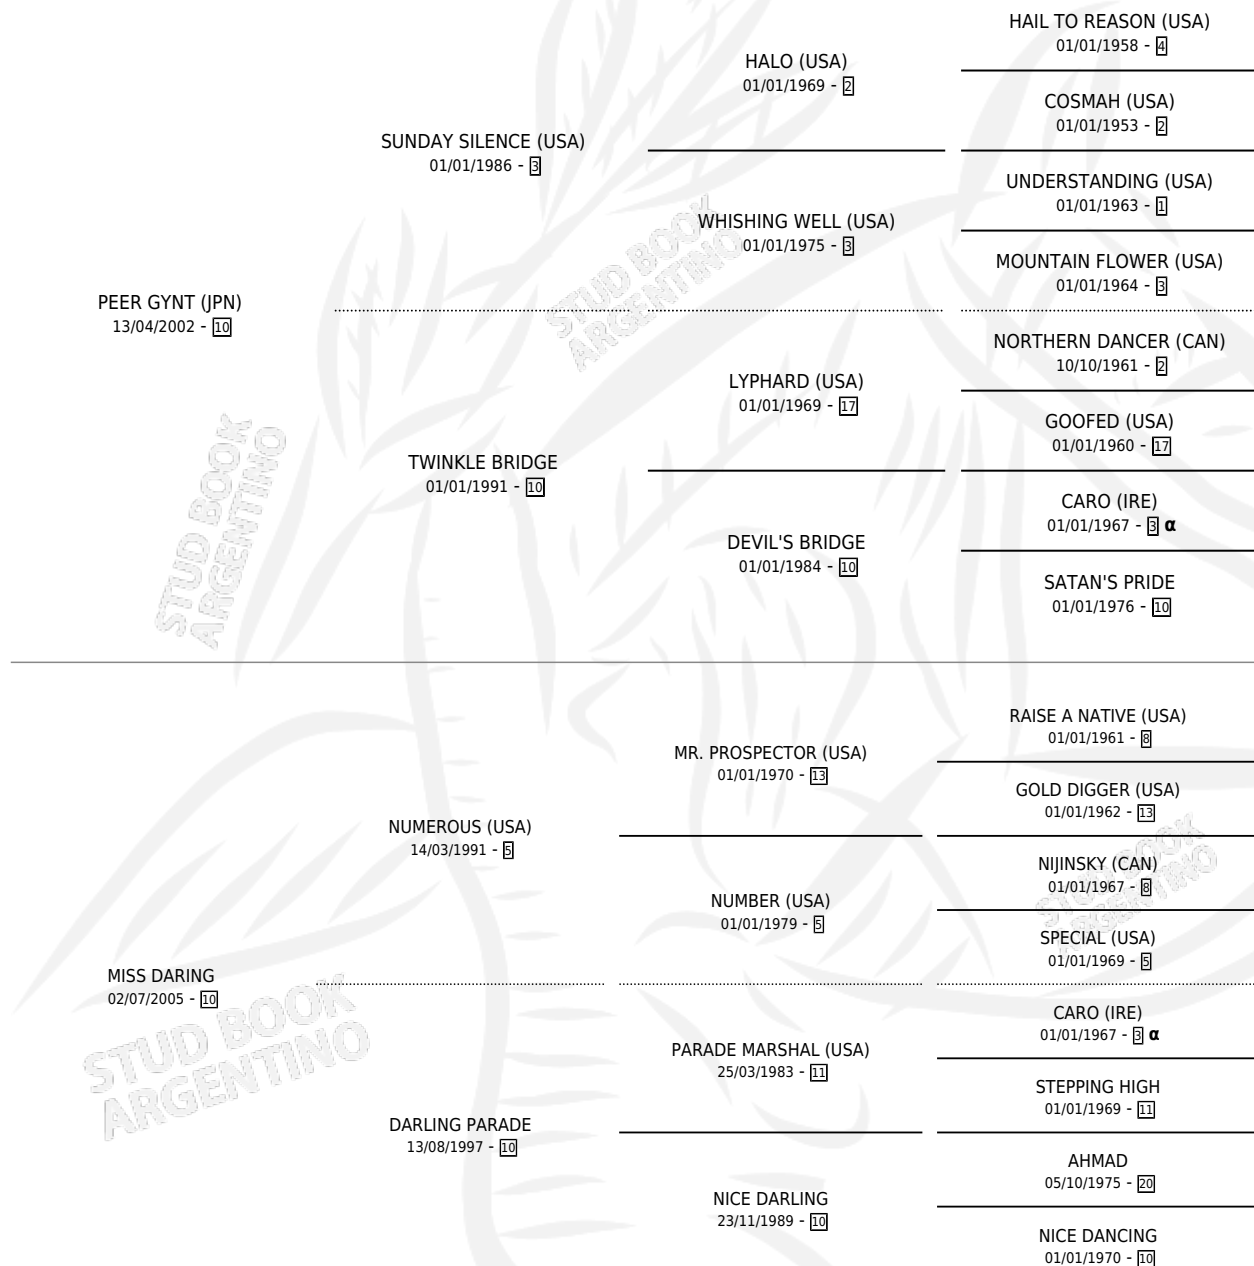 HAIL TO REASON (USA)
01/01/1958 - 4
HALO (USA)
01/01/1969 - 2
COSMAH (USA)
01/01/1953 - 2
SUNDAY SILENCE (USA)
01/01/1986 - 3
UNDERSTANDING (USA)
01/01/1963 - 1
WHISHING WELL (USA)
01/01/1975 - 3
MOUNTAIN FLOWER (USA)
01/01/1964 - 3
PEER GYNT (JPN)
13/04/2002 - 10
NORTHERN DANCER (CAN)
10/10/1961 - 2
LYPHARD (USA)
01/01/1969 - 17
GOOFED (USA)
01/01/1960 - 17
TWINKLE BRIDGE
01/01/1991 - 10
CARO (IRE)
01/01/1967 - 3 α
DEVIL'S BRIDGE
01/01/1984 - 10
SATAN'S PRIDE
01/01/1976 - 10
RAISE A NATIVE (USA)
01/01/1961 - 8
MR. PROSPECTOR (USA)
01/01/1970 - 13
GOLD DIGGER (USA)
01/01/1962 - 13
NUMEROUS (USA)
14/03/1991 - 5
NIJINSKY (CAN)
01/01/1967 - 8
NUMBER (USA)
01/01/1979 - 5
SPECIAL (USA)
01/01/1969 - 5
MISS DARING
02/07/2005 - 10
CARO (IRE)
01/01/1967 - 3 α
PARADE MARSHAL (USA)
25/03/1983 - 11
STEPPING HIGH
01/01/1969 - 11
DARLING PARADE
13/08/1997 - 10
AHMAD
05/10/1975 - 20
NICE DARLING
23/11/1989 - 10
NICE DANCING
01/01/1970 - 10
STUD BOOK
ARGENTINO
STUD BOOK
ARGENTINO
STUD BOOK
ARGENTINO
STUD BOOK
ARGENTINO